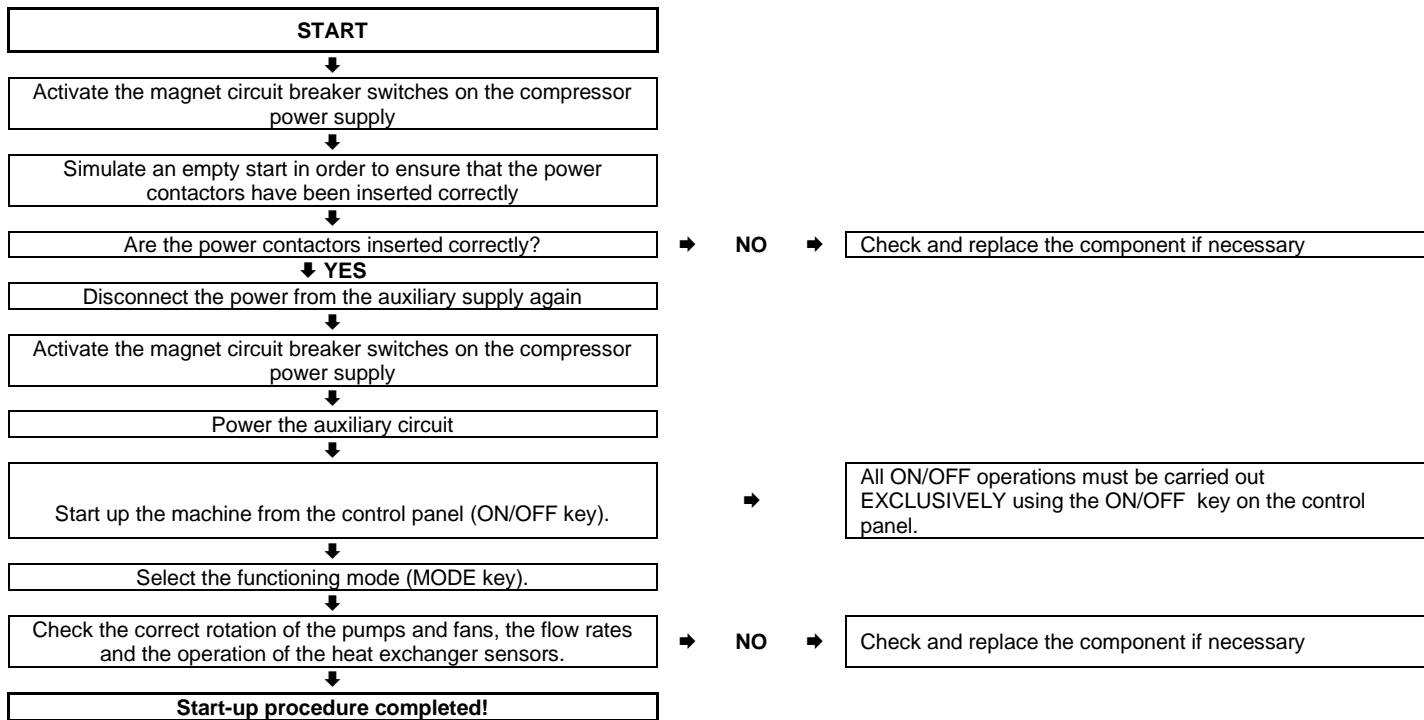 START
Activate the magnet circuit breaker switches on the compressor
power supply
Simulate an empty start in order to ensure that the power
contactors have been inserted correctly
Are the power contactors inserted correctly?
NO
Check and replace the component if necessary
YES
Disconnect the power from the auxiliary supply again
Activate the magnet circuit breaker switches on the compressor
power supply
Power the auxiliary circuit
Start up the machine from the control panel (ON/OFF key).
All ON/OFF operations must be carried out
EXCLUSIVELY using the ON/OFF key on the control
panel.
Select the functioning mode (MODE key).
Check the correct rotation of the pumps and fans, the flow rates
and the operation of the heat exchanger sensors.
NO
Check and replace the component if necessary
Start-up procedure completed!